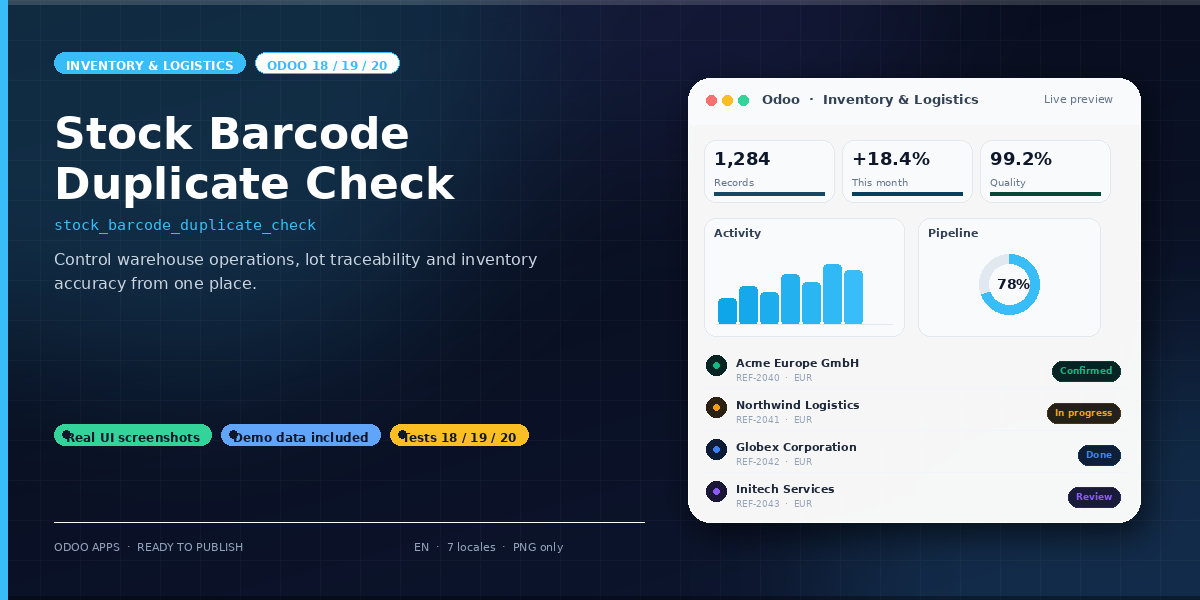 INVENTORY & LOGISTICS
ODOO 18 / 19 / 20
Stock Barcode
Duplicate Check
stock_barcode_duplicate_check
Control warehouse operations, lot traceability and inventory
accuracy from one place.
Real UI screenshots
Demo data included
Tests 18 / 19 / 20
ODOO APPS · READY TO PUBLISH
EN · 7 locales · PNG only
Odoo · Inventory & Logistics
Live preview
1,284
Records
+18.4%
This month
99.2%
Quality
Activity
Pipeline
78%
Acme Europe GmbH
REF-2040 · EUR
Confirmed
Northwind Logistics
REF-2041 · EUR
In progress
Globex Corporation
REF-2042 · EUR
Done
Initech Services
REF-2043 · EUR
Review